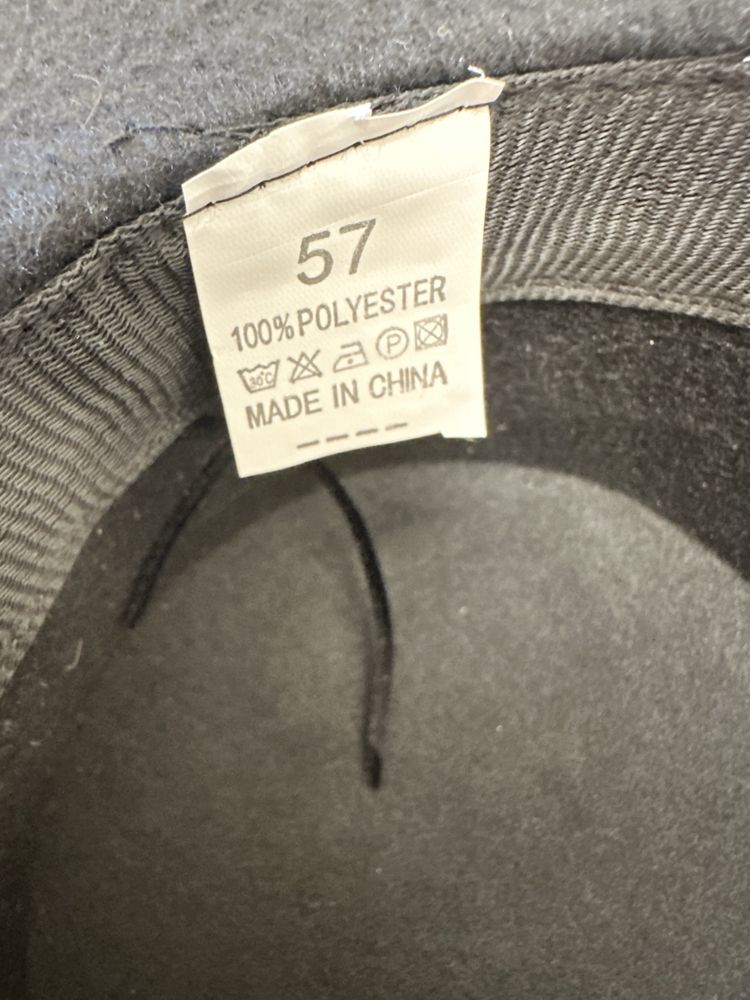 57
100%POLYESTER
30°C P
MADE IN CHINA
----